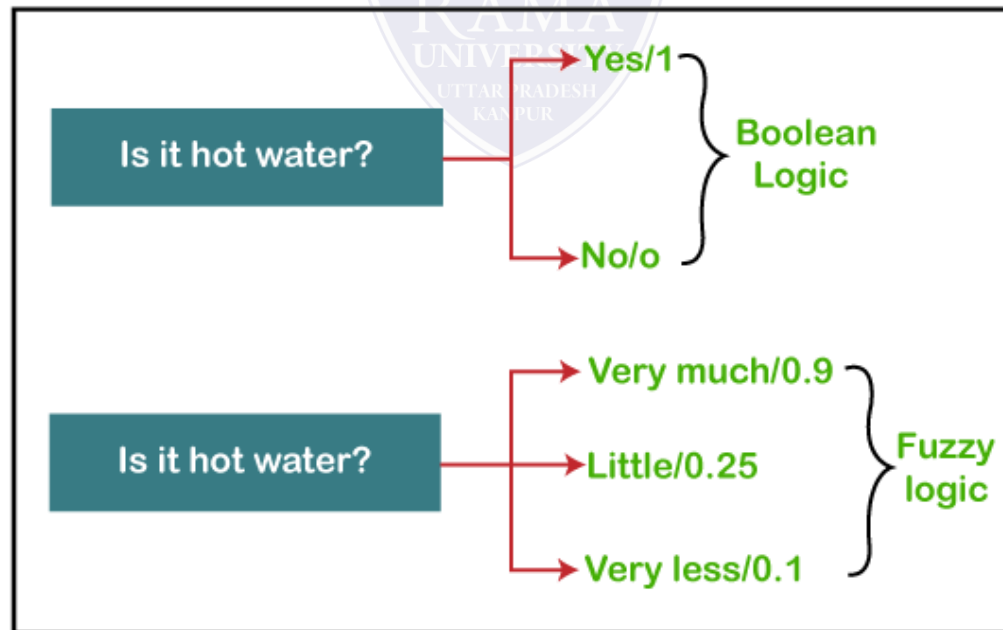 RAMA
UNIVERSITY
UTTAR PRADESH
KANPUR
Is it hot water?
Yes/1
No/o
Boolean
Logic
Is it hot water?
Very much/0.9
Little/0.25
Very less/0.1
Fuzzy
logic